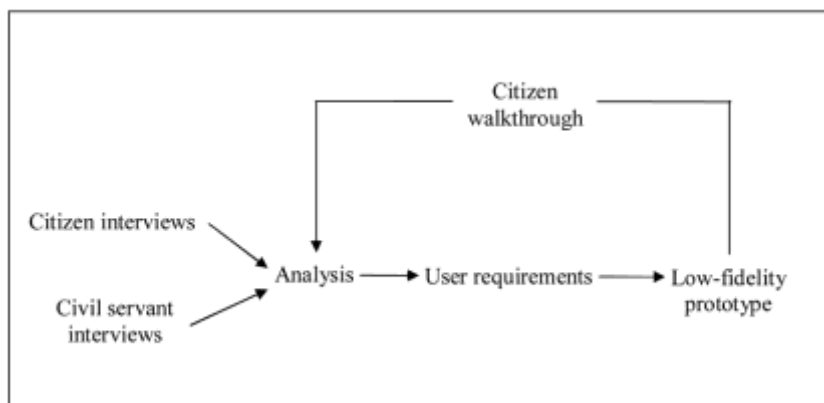 Citizen
walkthrough
Citizen interviews
Analysis
User requirements
Low-fidelity
prototype
Civil servant
interviews